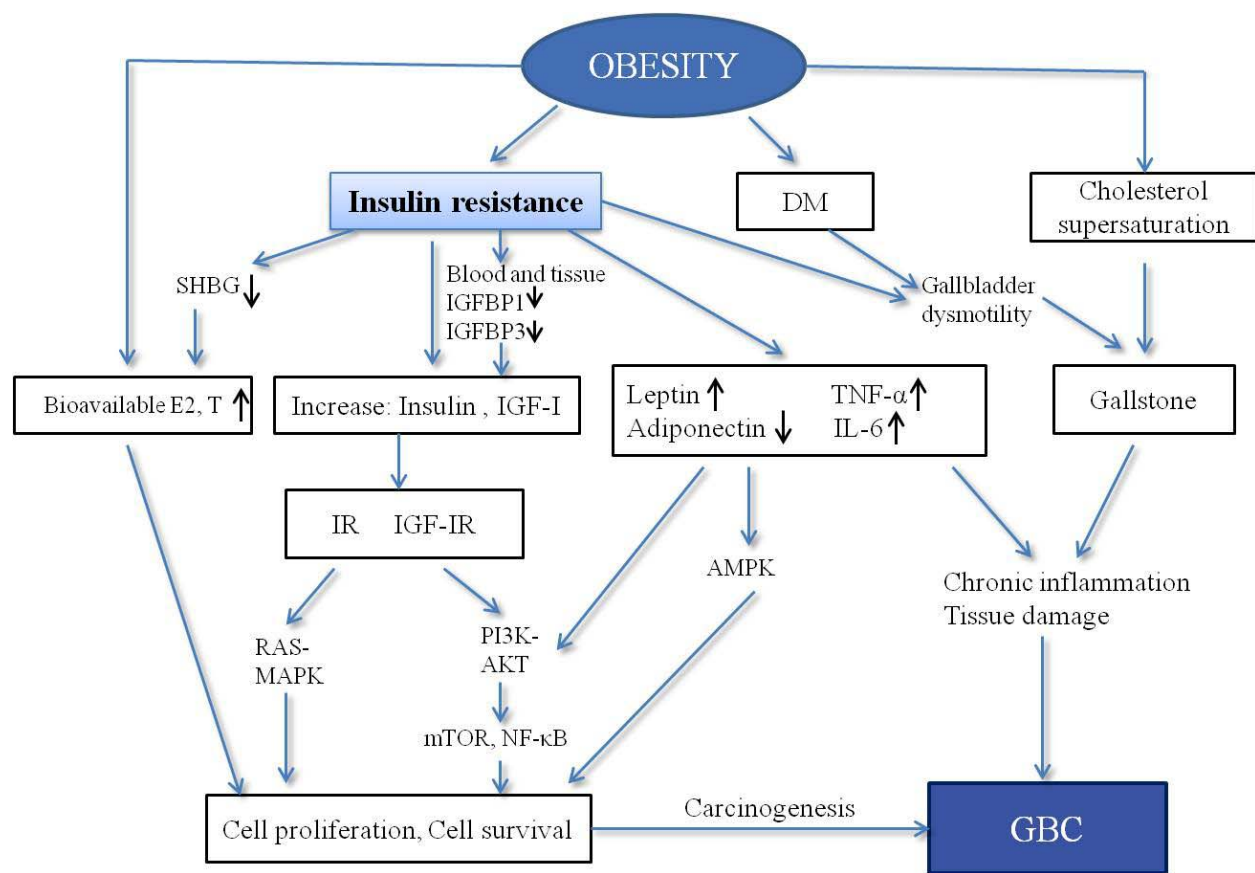 OBESITY
Insulin resistance
DM
Cholesterol
supersaturation
SHBG
Blood and tissue
IGFBP1
IGFBP3
Gallbladder
dysmotility
Bioavailable E2, T
Increase: Insulin , IGF-I
Leptin
TNF-α
Adiponectin
IL-6
Gallstone
IR IGF-IR
AMPK
Chronic inflammation
Tissue damage
RAS-
MAPK
PI3K-
AKT
mTOR, NF-κB
Cell proliferation, Cell survival
Carcinogenesis
GBC